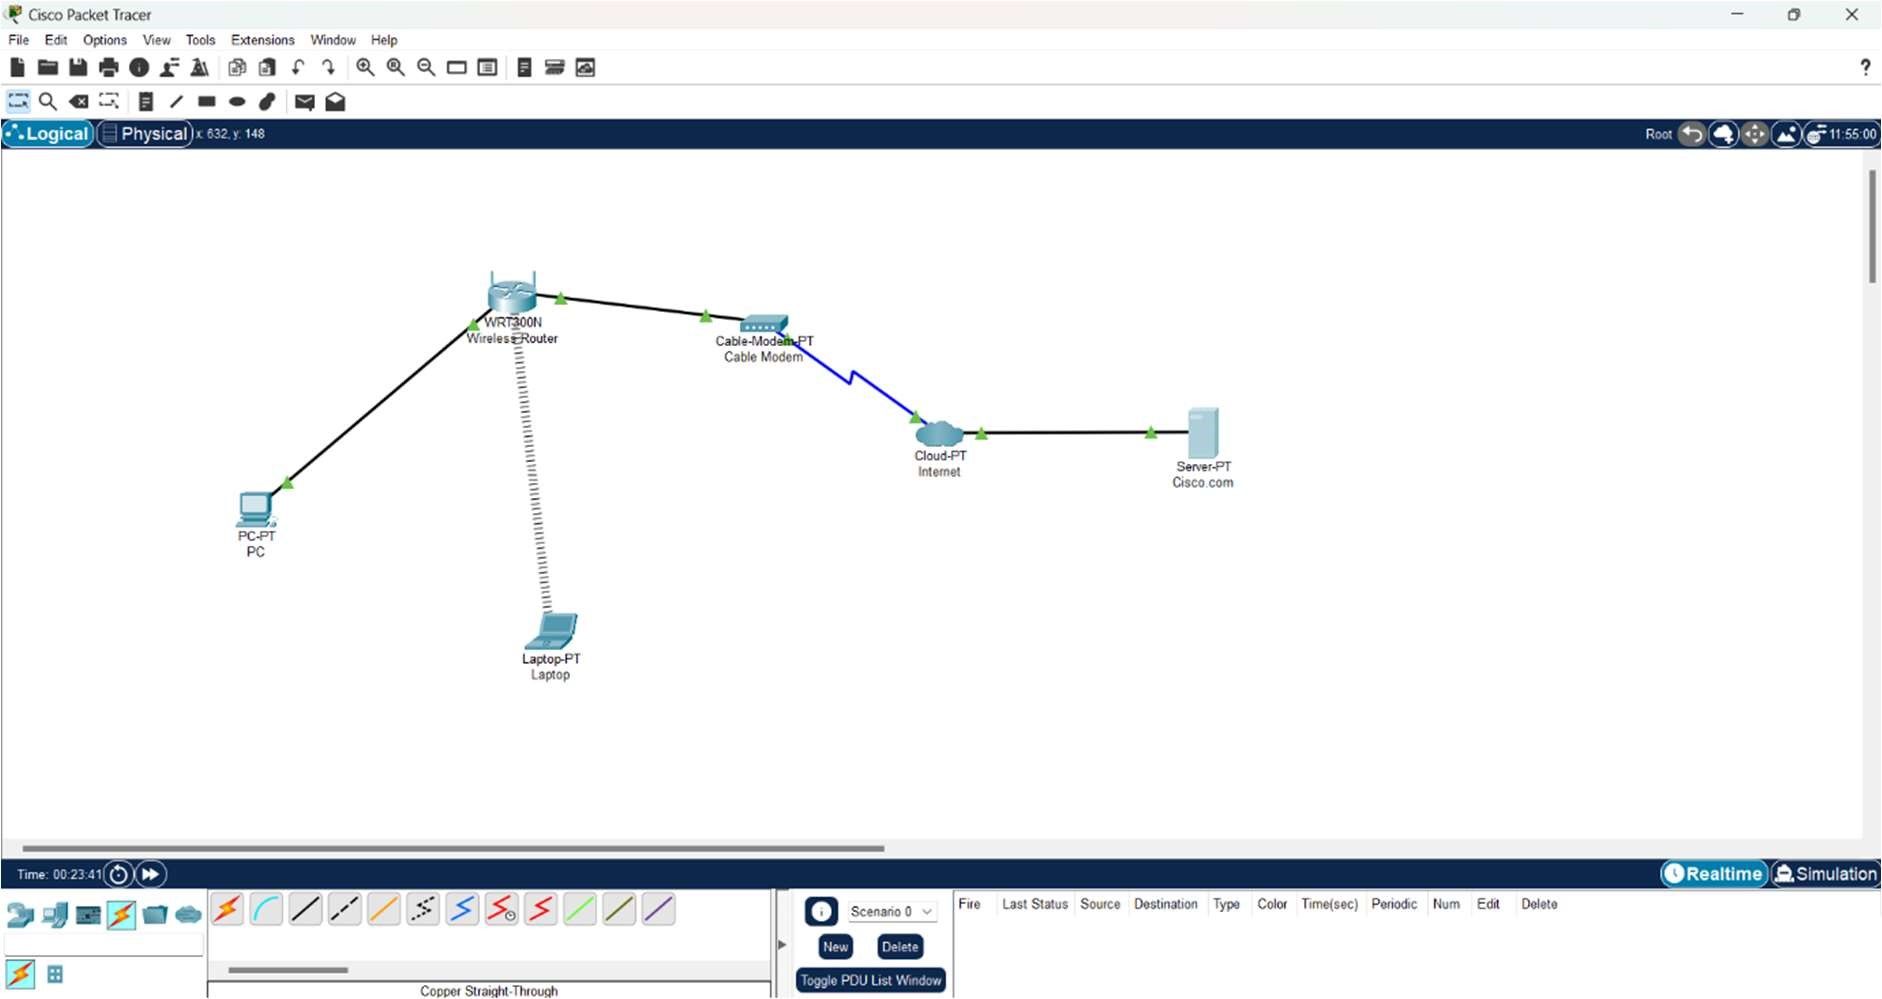 Cisco Packet Tracer
File Edit Options View Tools Extensions Window Help
?
Logical Physical x: 632, y: 148 Root 11:55:00
WRT300N
Wireless Router
Cable-Modem-PT
Cable Modem
Cloud-PT
Internet
Server-PT
Cisco.com
PC-PT
PC
Laptop-PT
Laptop
Time: 00:23:41 Realtime Simulation
Scenario 0 Fire Last Status Source Destination Type Color Time(sec) Periodic Num Edit Delete
New Delete
Toggle PDU List Window
Copper Straight-Through